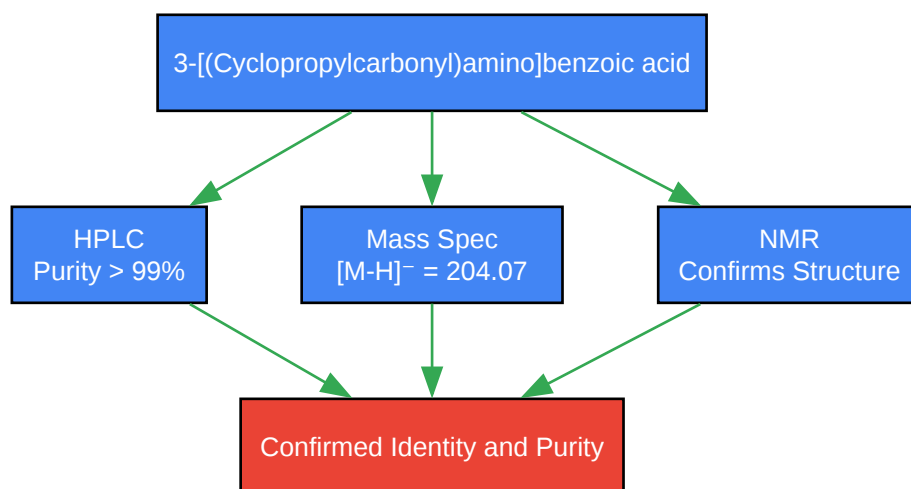 3-[(Cyclopropylcarbonyl)amino]benzoic acid
HPLC
Purity > 99%
Mass Spec
[M-H]⁻ = 204.07
NMR
Confirms Structure
Confirmed Identity and Purity